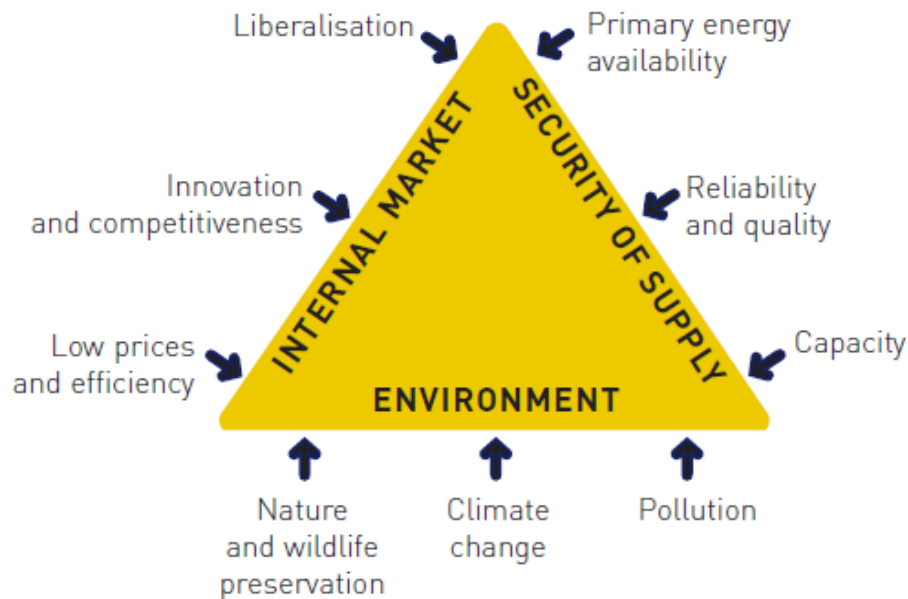 Liberalisation
Primary energy
availability
Innovation
and competitiveness
Reliability
and quality
Low prices
and efficiency
Capacity
INTERNAL MARKET
SECURITY OF SUPPLY
ENVIRONMENT
Nature
and wildlife
preservation
Climate
change
Pollution